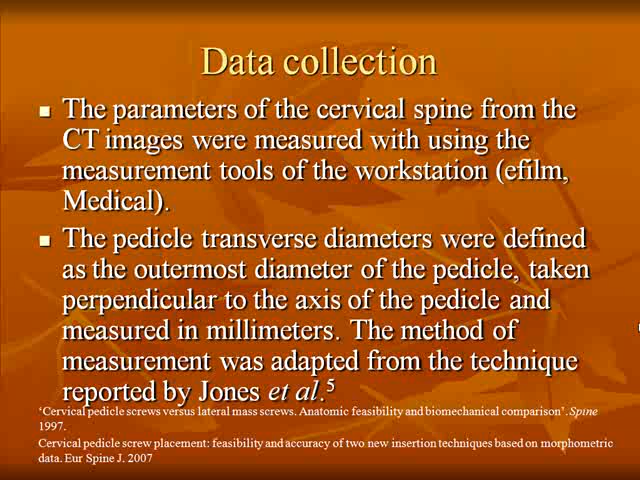 Data collection
The parameters of the cervical spine from the
CT images were measured with using the
measurement tools of the workstation (efilm,
Medical).
The pedicle transverse diameters were defined
as the outermost diameter of the pedicle, taken
perpendicular to the axis of the pedicle and
measured in millimeters. The method of
measurement was adapted from the technique
reported by Jones et al.⁵
‘Cervical pedicle screws versus lateral mass screws. Anatomic feasibility and biomechanical comparison’. Spine
1997.
Cervical pedicle screw placement: feasibility and accuracy of two new insertion techniques based on morphometric
data. Eur Spine J. 2007